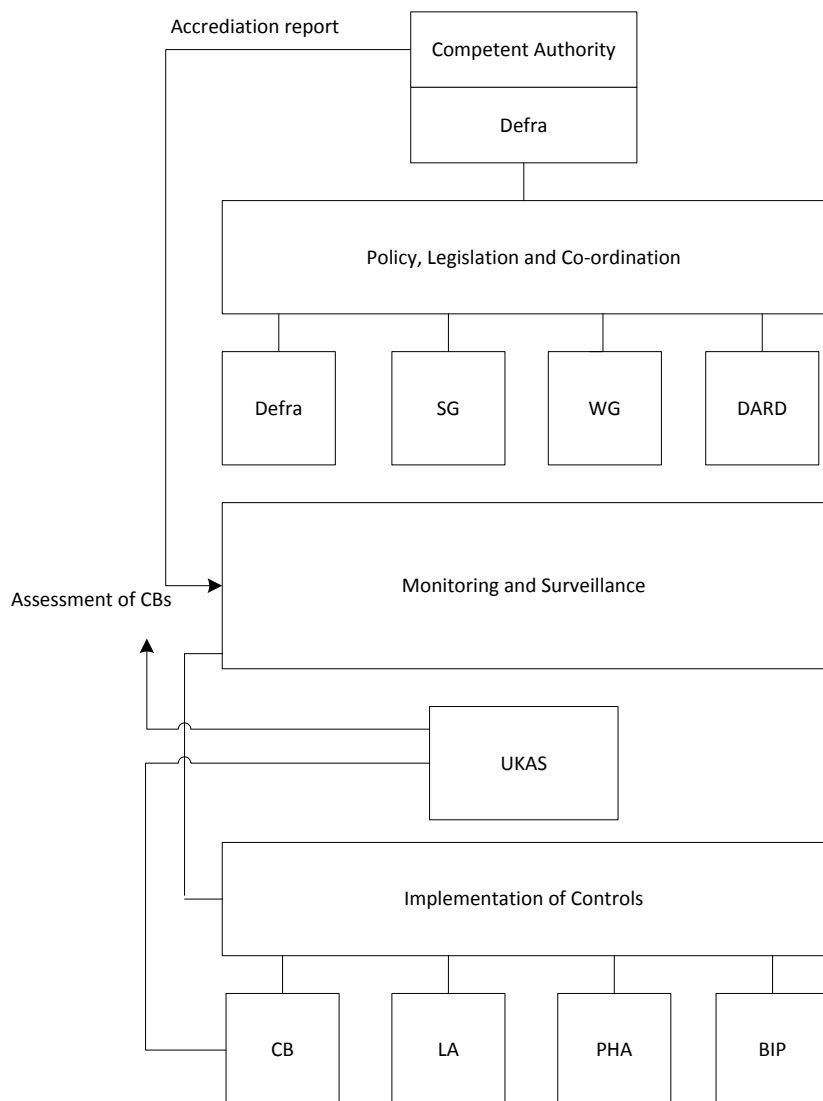 Accrediation report
Competent Authority
Defra
Policy, Legislation and Co-ordination
Defra
SG
WG
DARD
Monitoring and Surveillance
Assessment of CBs
UKAS
Implementation of Controls
CB
LA
PHA
BIP